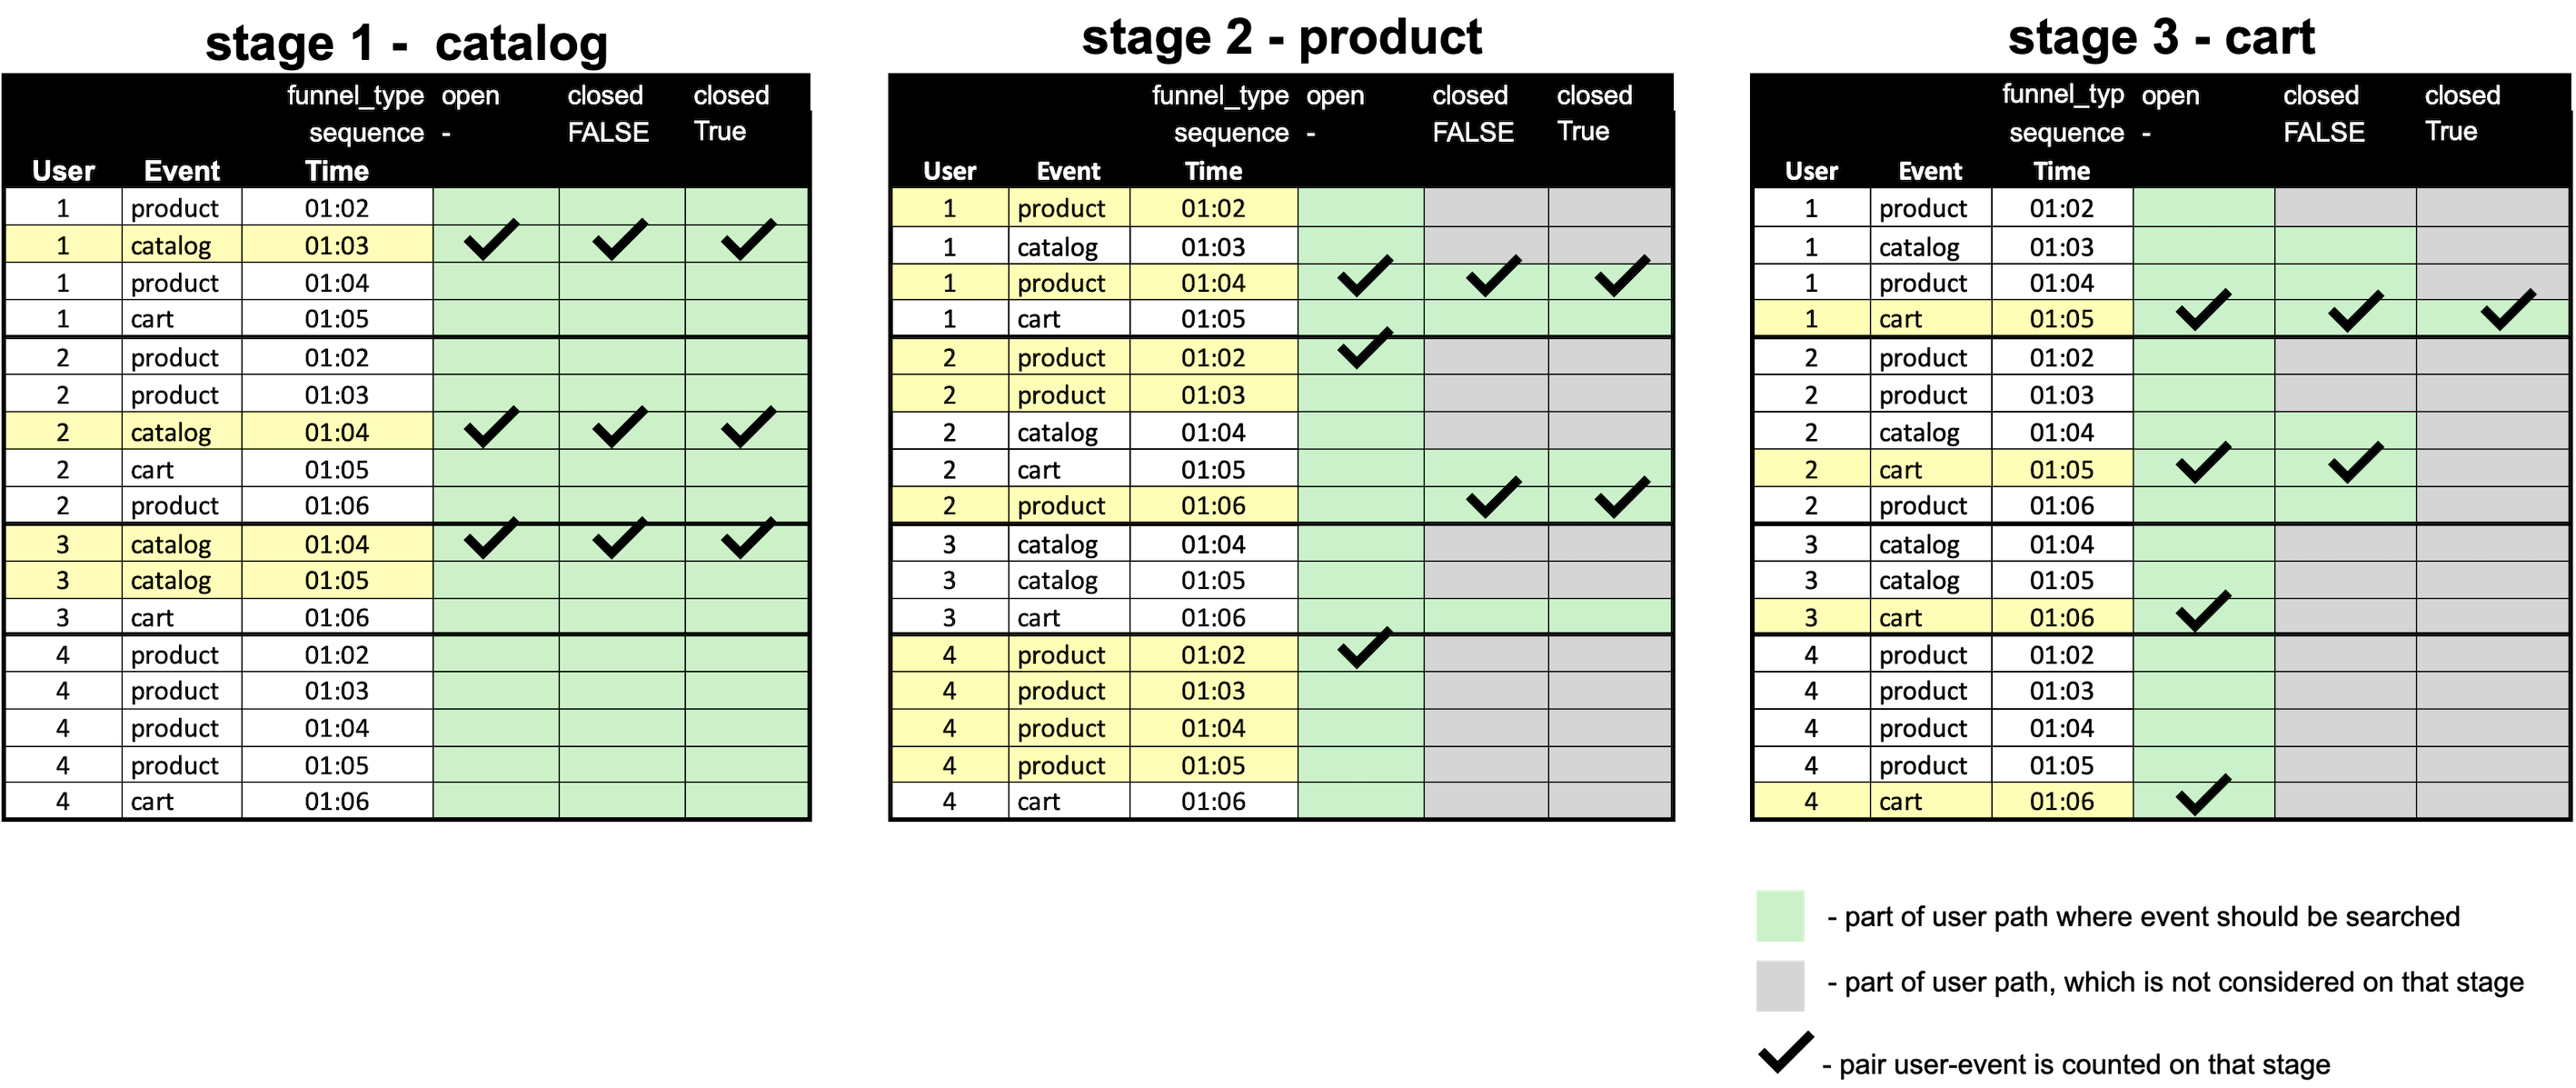 stage 1 - catalog
funnel_type open closed closed
sequence - FALSE True
User Event Time
1 product 01:02
1 catalog 01:03
1 product 01:04
1 cart 01:05
2 product 01:02
2 product 01:03
2 catalog 01:04
2 cart 01:05
2 product 01:06
3 catalog 01:04
3 catalog 01:05
3 cart 01:06
4 product 01:02
4 product 01:03
4 product 01:04
4 product 01:05
4 cart 01:06
stage 2 - product
funnel_type open closed closed
sequence - FALSE True
User Event Time
1 product 01:02
1 catalog 01:03
1 product 01:04
1 cart 01:05
2 product 01:02
2 product 01:03
2 catalog 01:04
2 cart 01:05
2 product 01:06
3 catalog 01:04
3 catalog 01:05
3 cart 01:06
4 product 01:02
4 product 01:03
4 product 01:04
4 product 01:05
4 cart 01:06
stage 3 - cart
funnel_typ open closed closed
sequence - FALSE True
User Event Time
1 product 01:02
1 catalog 01:03
1 product 01:04
1 cart 01:05
2 product 01:02
2 product 01:03
2 catalog 01:04
2 cart 01:05
2 product 01:06
3 catalog 01:04
3 catalog 01:05
3 cart 01:06
4 product 01:02
4 product 01:03
4 product 01:04
4 product 01:05
4 cart 01:06
- part of user path where event should be searched
- part of user path, which is not considered on that stage
- pair user-event is counted on that stage